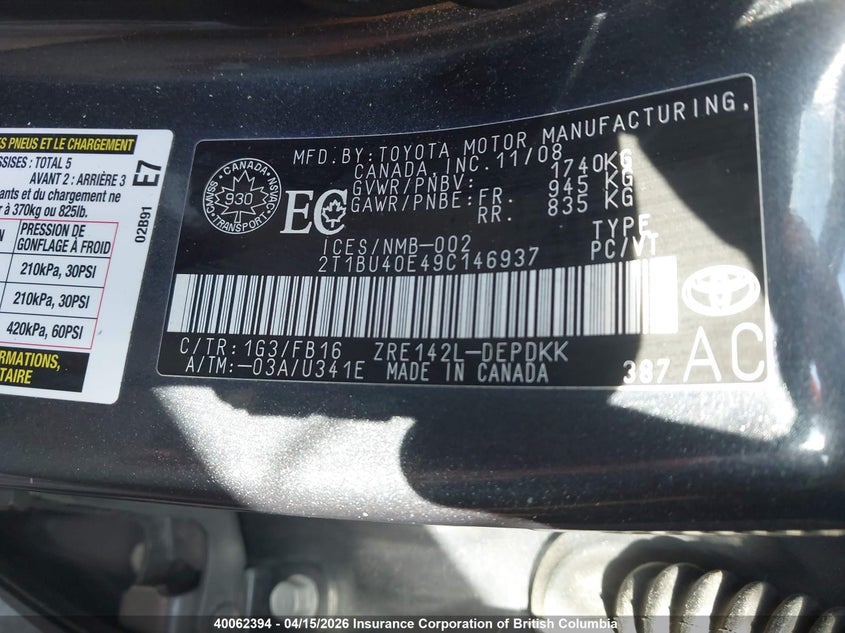 ES PNEUS ET LE CHARGEMENT
SSISES : TOTAL 5
AVANT 2 : ARRIÈRE 3
ants et du chargement ne
r à 370kg ou 825lb.
E7
02B91
ON
PRESSION DE
GONFLAGE À FROID
210kPa, 30PSI
210kPa, 30PSI
420kPa, 60PSI
RMATIONS,
TAIRE
CANADA
930
TRANSPORT
EC
MFD.BY:TOYOTA MOTOR MANUFACTURING,
CANADA,INC.11/08
GVWR/PNBV: 1740KG
GAWR/PNBE:FR. 945 KG
RR. 835 KG
ICES/NMB-002
TYPE
2T1BU40E49C146937
PC/VT
C/TR:1G3/FB16 ZRE142L-DEPDKK
A/TM:-03A/U341E MADE IN CANADA
387
AC
40062394 - 04/15/2026 Insurance Corporation of British Columbia